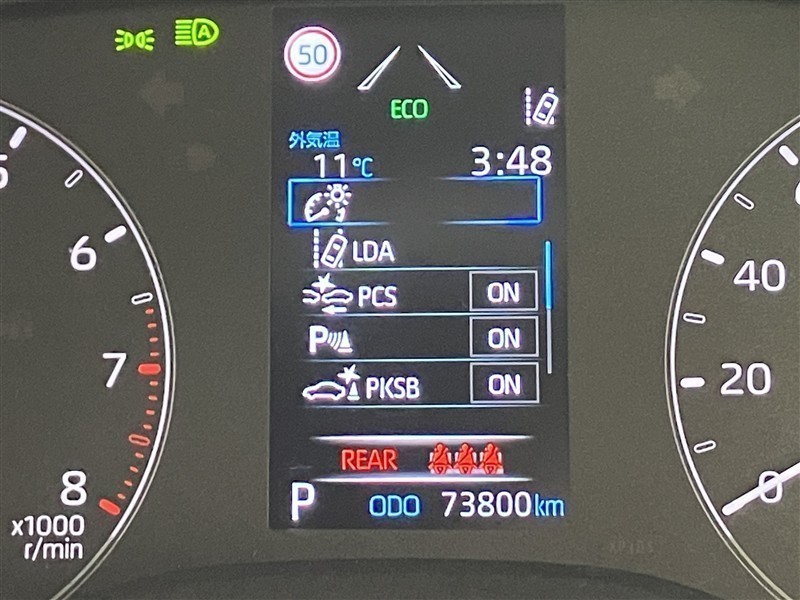 A
50
ECO
外気温
11℃ 3:48
LDA
PCS ON
P ON
PKSB ON
REAR
P ODO 73800km
5
6
7
8
x1000
r/min
40
20
0